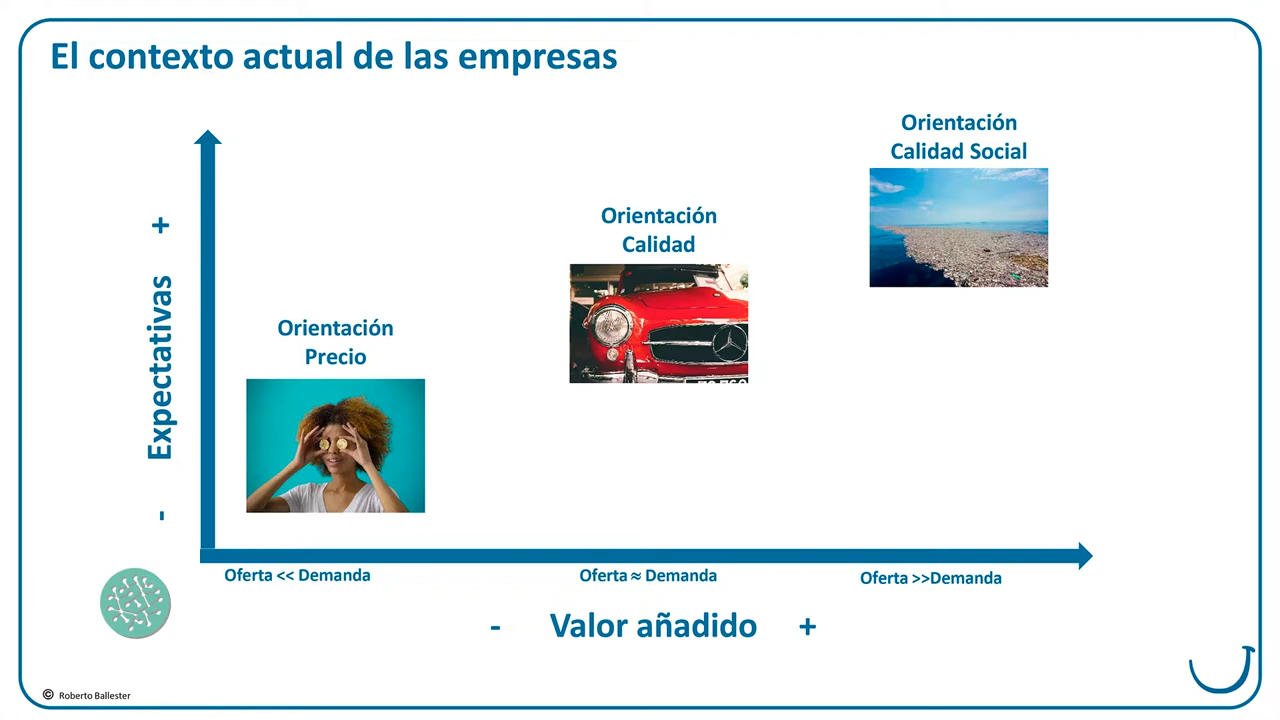 El contexto actual de las empresas
Orientación
Calidad Social
Orientación
Calidad
Orientación
Precio
- Expectativas +
Oferta << Demanda
Oferta ≈ Demanda
Oferta >>Demanda
- Valor añadido +
© Roberto Ballester